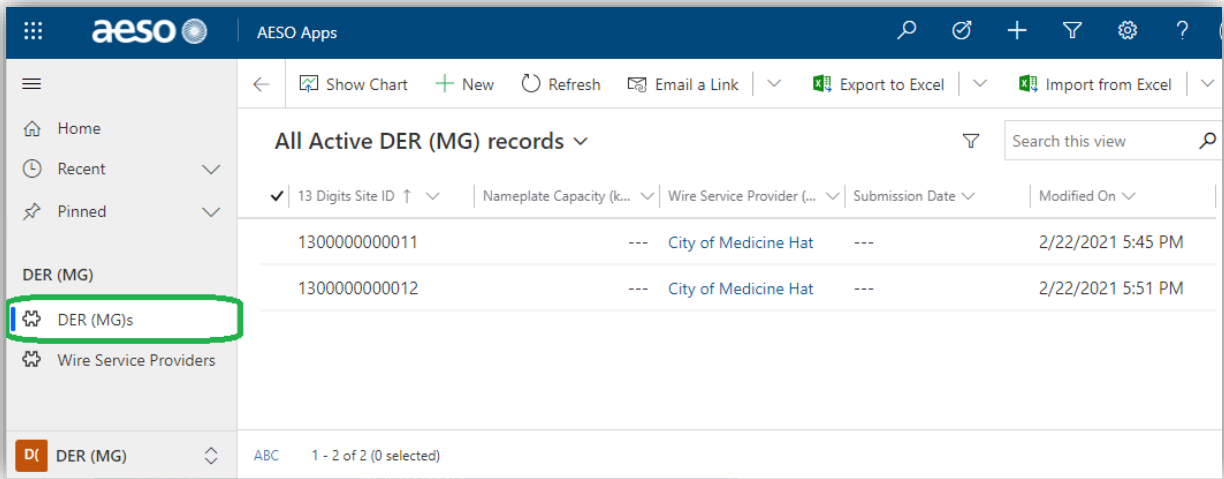 aeso AESO Apps ?
Show Chart New Refresh Email a Link Export to Excel Import from Excel
Home
Recent
Pinned
DER (MG)
DER (MG)s
Wire Service Providers
D( DER (MG)
All Active DER (MG) records Search this view
13 Digits Site ID ↑ Nameplate Capacity (k... Wire Service Provider (... Submission Date Modified On
1300000000011 --- City of Medicine Hat --- 2/22/2021 5:45 PM
1300000000012 --- City of Medicine Hat --- 2/22/2021 5:51 PM
ABC 1 - 2 of 2 (0 selected)